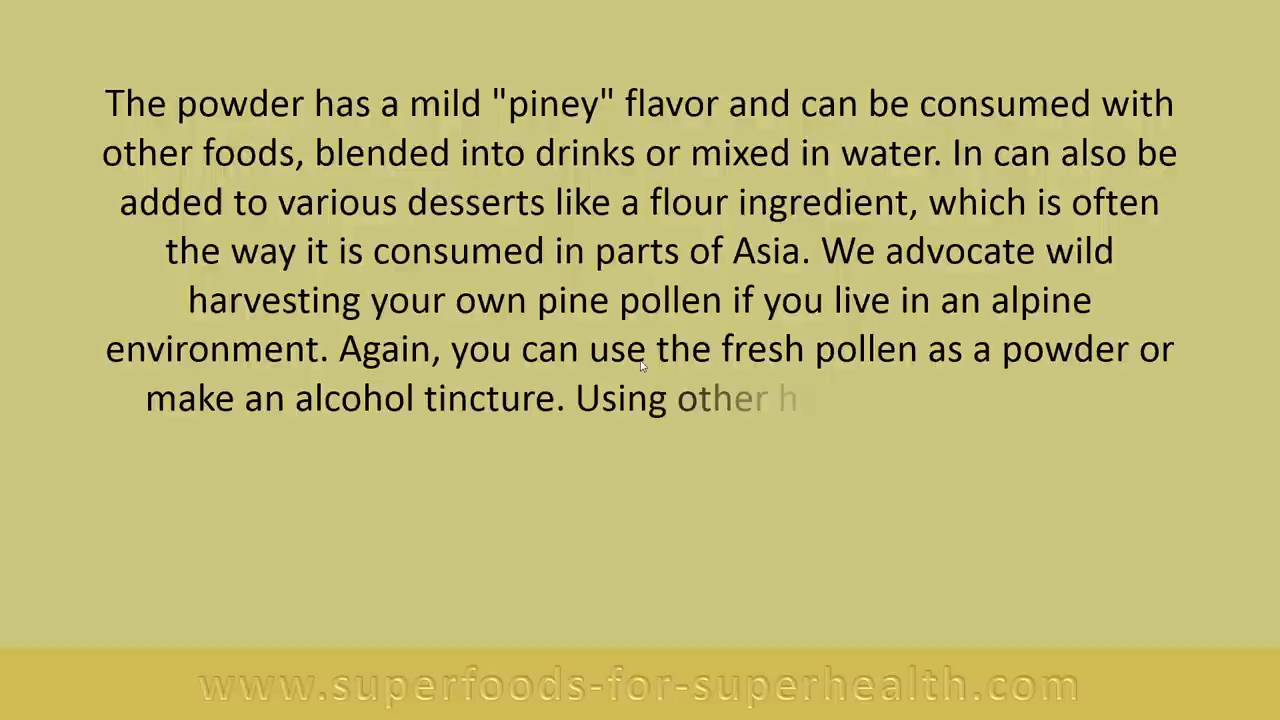 The powder has a mild "piney" flavor and can be consumed with
other foods, blended into drinks or mixed in water. In can also be
added to various desserts like a flour ingredient, which is often
the way it is consumed in parts of Asia. We advocate wild
harvesting your own pine pollen if you live in an alpine
environment. Again, you can use the fresh pollen as a powder or
make an alcohol tincture. Using other h
www.superfoods-for-superhealth.com